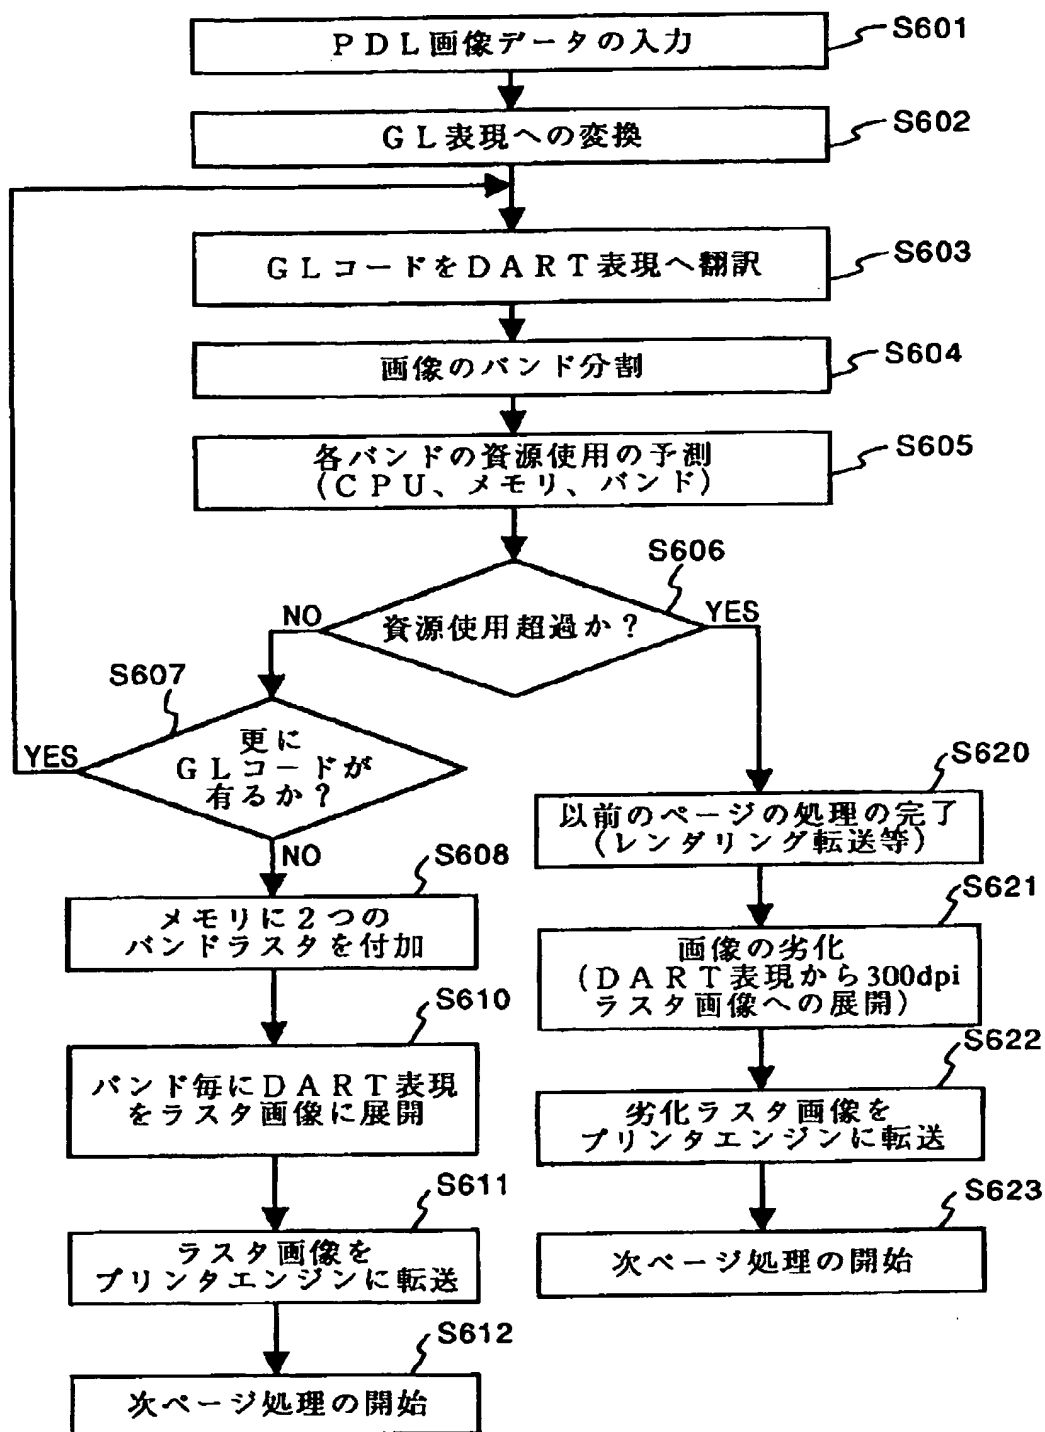 PDL画像データの入力
S601
GL表現への変換
S602
GLコードをDART表現へ翻訳
S603
画像のバンド分割
S604
各バンドの資源使用の予測
(CPU、メモリ、バンド)
S605
S606
資源使用超過か?
NO
YES
S607
更に
GLコードが
有るか?
YES
NO
S608
メモリに2つの
バンドラスタを付加
S610
バンド毎にDART表現
をラスタ画像に展開
S611
ラスタ画像を
プリンタエンジンに転送
S612
次ページ処理の開始
S620
以前のページの処理の完了
(レンダリング転送等)
S621
画像の劣化
(DART表現から300dpi
ラスタ画像への展開)
S622
劣化ラスタ画像を
プリンタエンジンに転送
S623
次ページ処理の開始